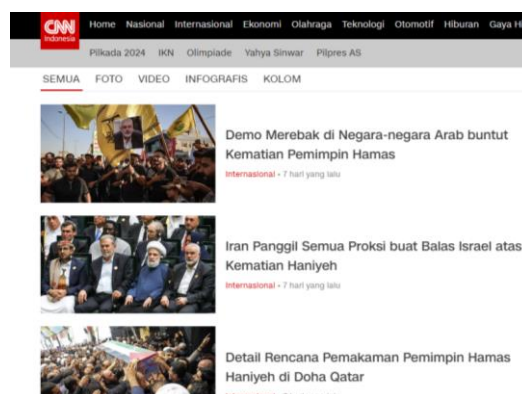 CNN
Indonesia
Home Nasional Internasional Ekonomi Olahraga Teknologi Otomotif Hiburan Gaya H
Pilkada 2024 IKN Olimpiade Yahya Sinwar Pilpres AS
SEMUA FOTO VIDEO INFOGRAFIS KOLOM
Demo Merebak di Negara-negara Arab buntut
Kematian Pemimpin Hamas
Internasional • 7 hari yang lalu
Iran Panggil Semua Proksi buat Balas Israel atas
Kematian Haniyeh
Internasional • 7 hari yang lalu
Detail Rencana Pemakaman Pemimpin Hamas
Haniyeh di Doha Qatar